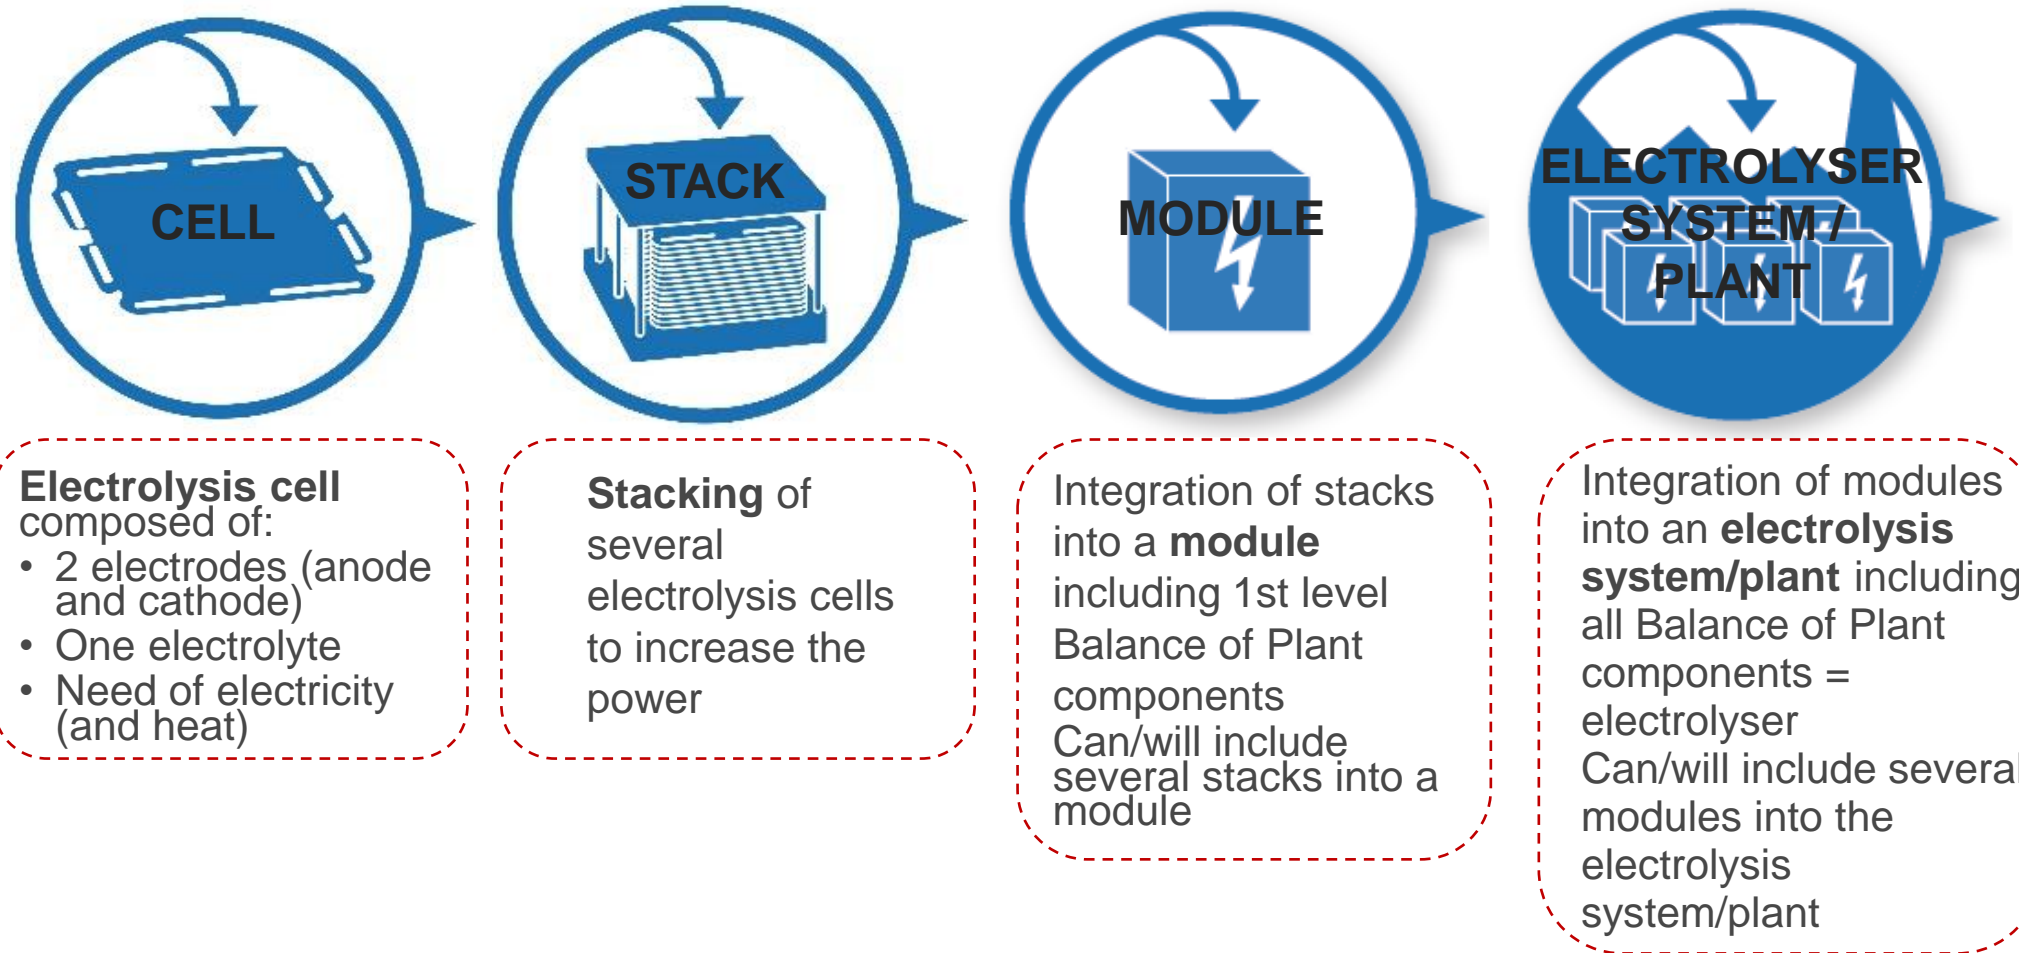 CELL
STACK
MODULE
ELECTROLYSER
SYSTEM /
PLANT
Electrolysis cell
composed of:
• 2 electrodes (anode
and cathode)
• One electrolyte
• Need of electricity
(and heat)
Stacking of
several
electrolysis cells
to increase the
power
Integration of stacks
into a module
including 1st level
Balance of Plant
components
Can/will include
several stacks into a
module
Integration of modules
into an electrolysis
system/plant including
all Balance of Plant
components =
electrolyser
Can/will include several
modules into the
electrolysis
system/plant